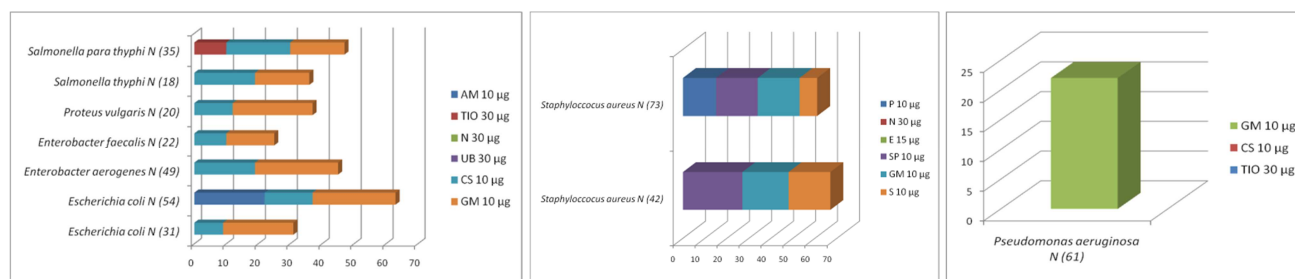 Salmonella para thyphi N (35)
Salmonella thyphi N (18)
Proteus vulgaris N (20)
Enterobacter faecalis N (22)
Enterobacter aerogenes N (49)
Escherichia coli N (54)
Escherichia coli N (31)
0 10 20 30 40 50 60 70
AM 10 µg
TIO 30 µg
N 30 µg
UB 30 µg
CS 10 µg
GM 10 µg
Staphyloccocus aureus N (73)
Staphyloccocus aureus N (42)
0 10 20 30 40 50 60 70
P 10 µg
N 30 µg
E 15 µg
SP 10 µg
GM 10 µg
S 10 µg
25
20
15
10
5
0
Pseudomonas aeruginosa
N (61)
GM 10 µg
CS 10 µg
TIO 30 µg